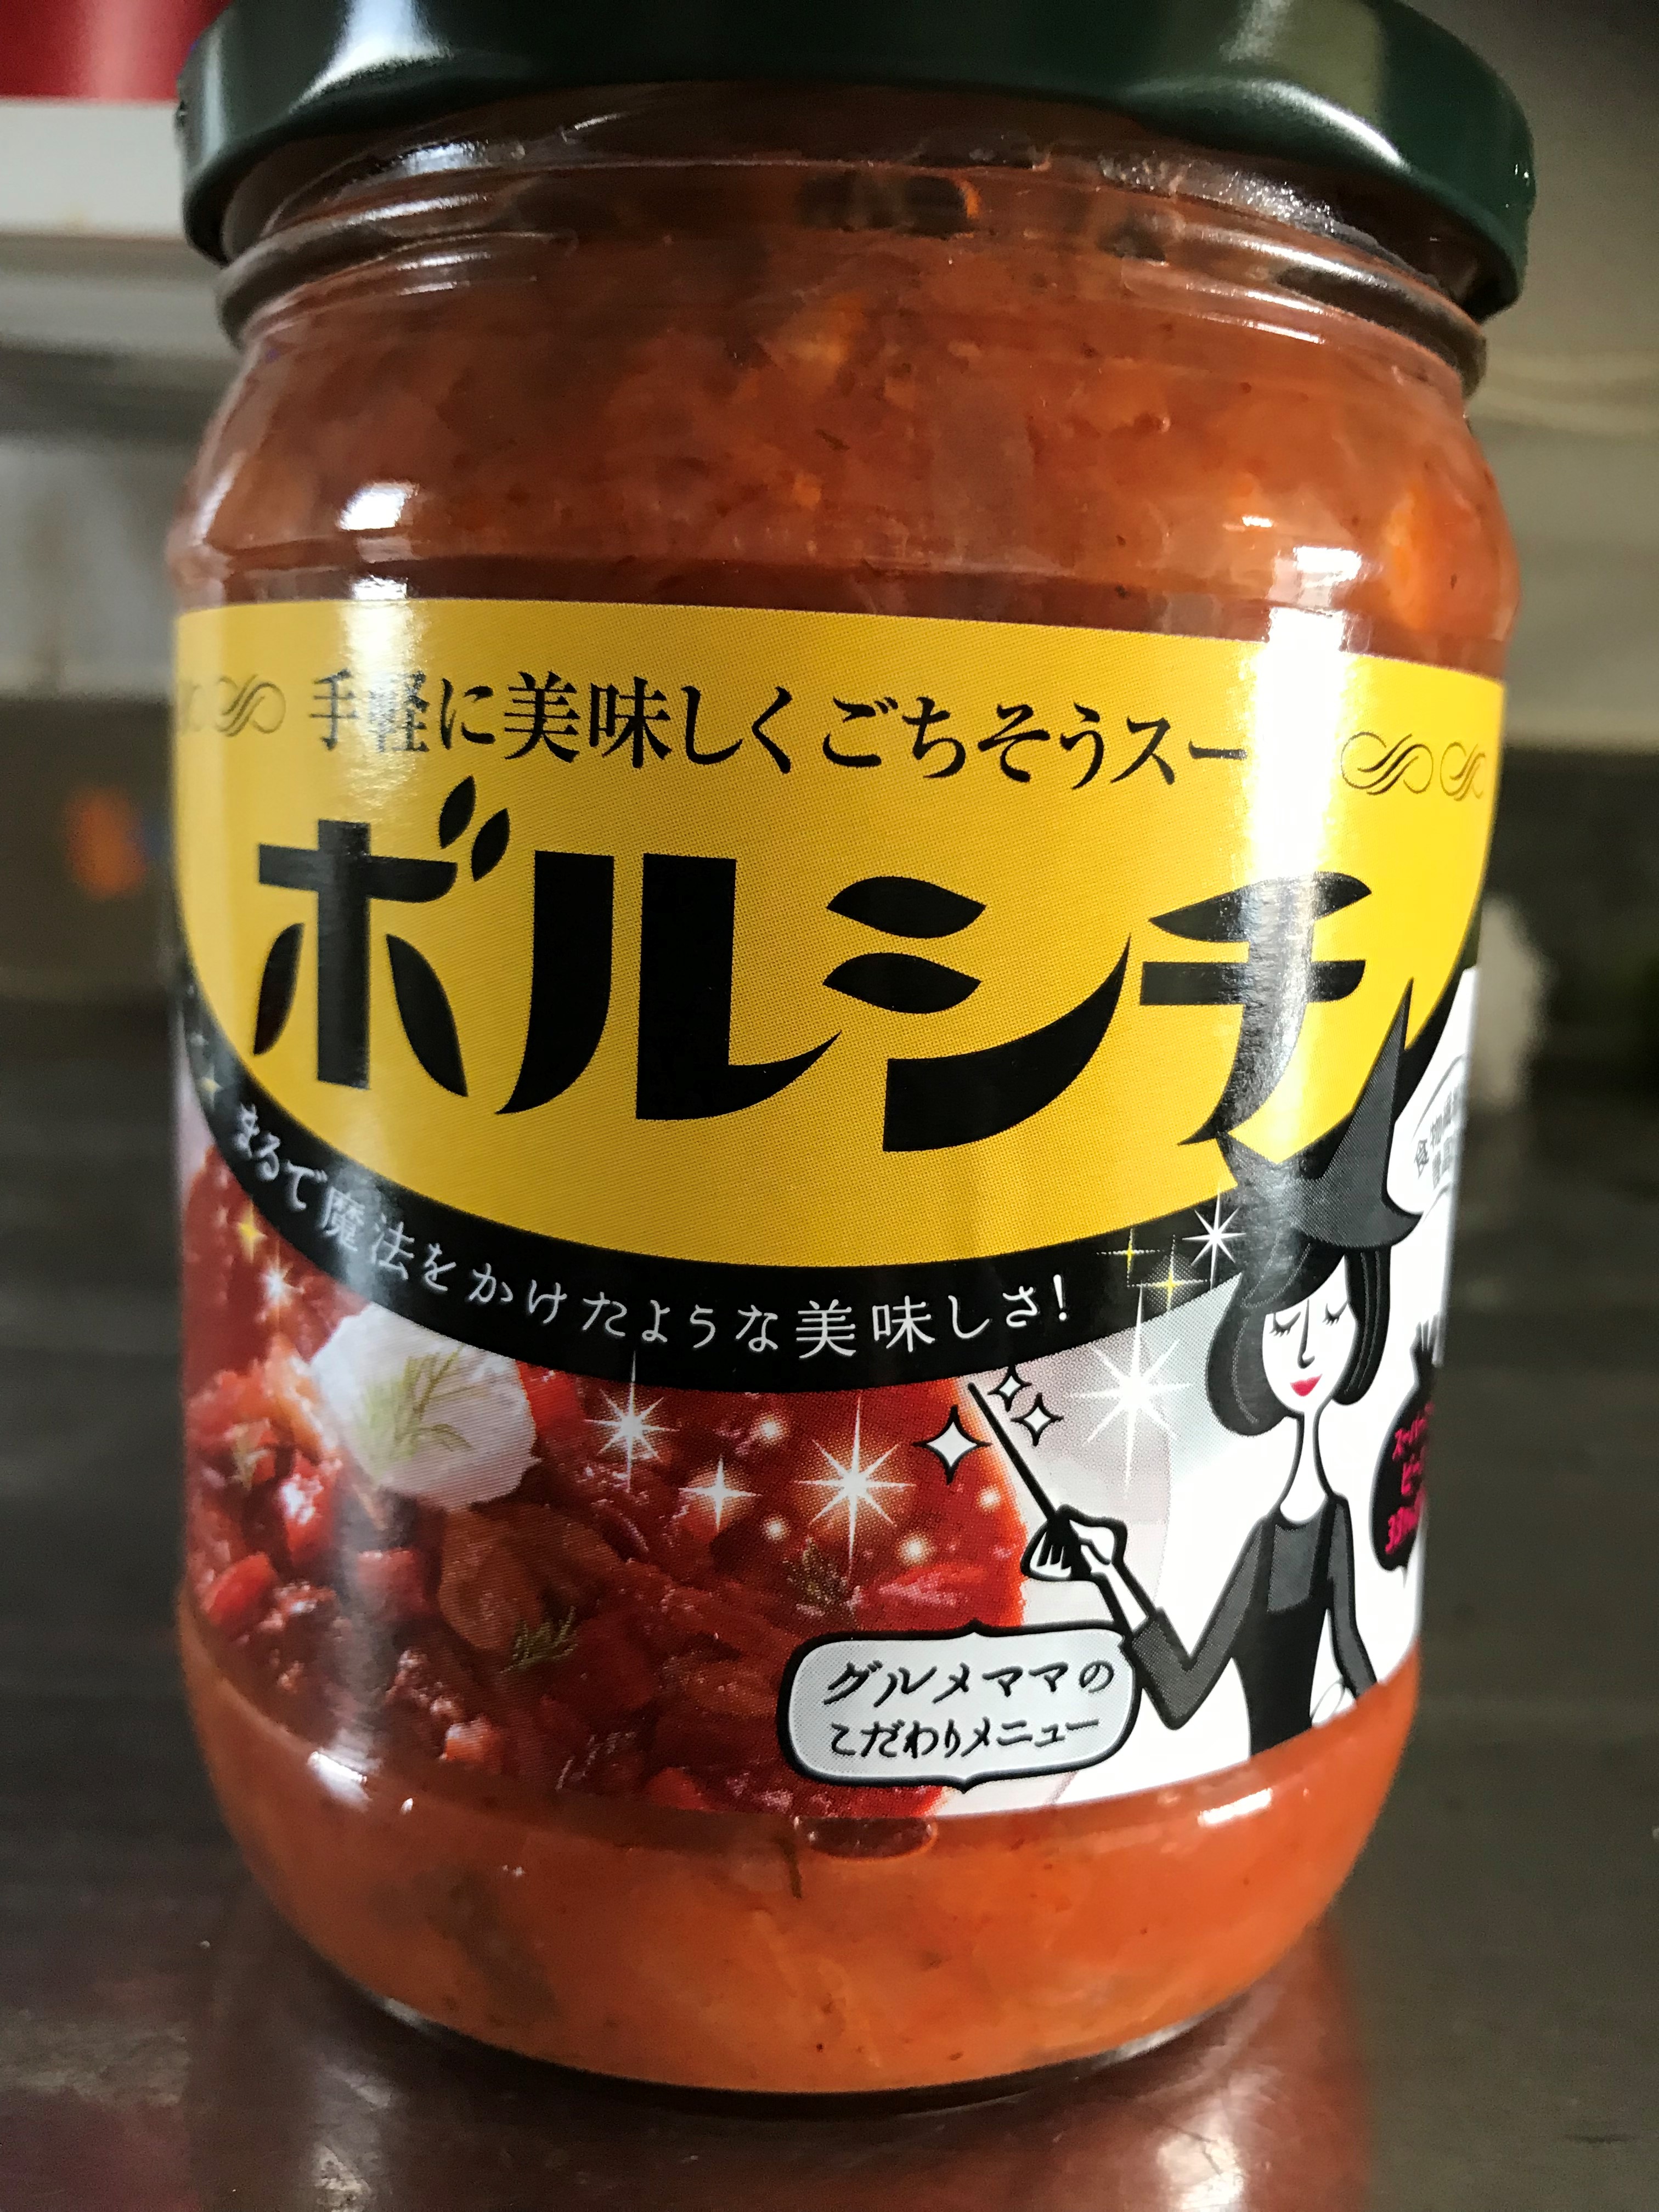 手軽に美味しくごちそうスー
ボルシチ
まるで魔法をかけたような美味しさ!
グルメママの
こだわりメニュー